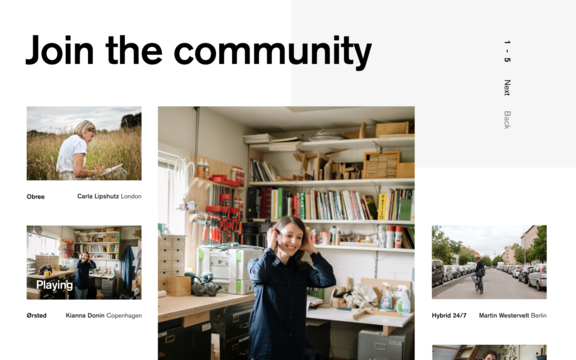 Join the community
1 - 5 Next Back
Obree Carla Lipshutz London
Playing
Ørsted Kianna Donin Copenhagen
Hybrid 24/7 Martin Westervelt Berlin